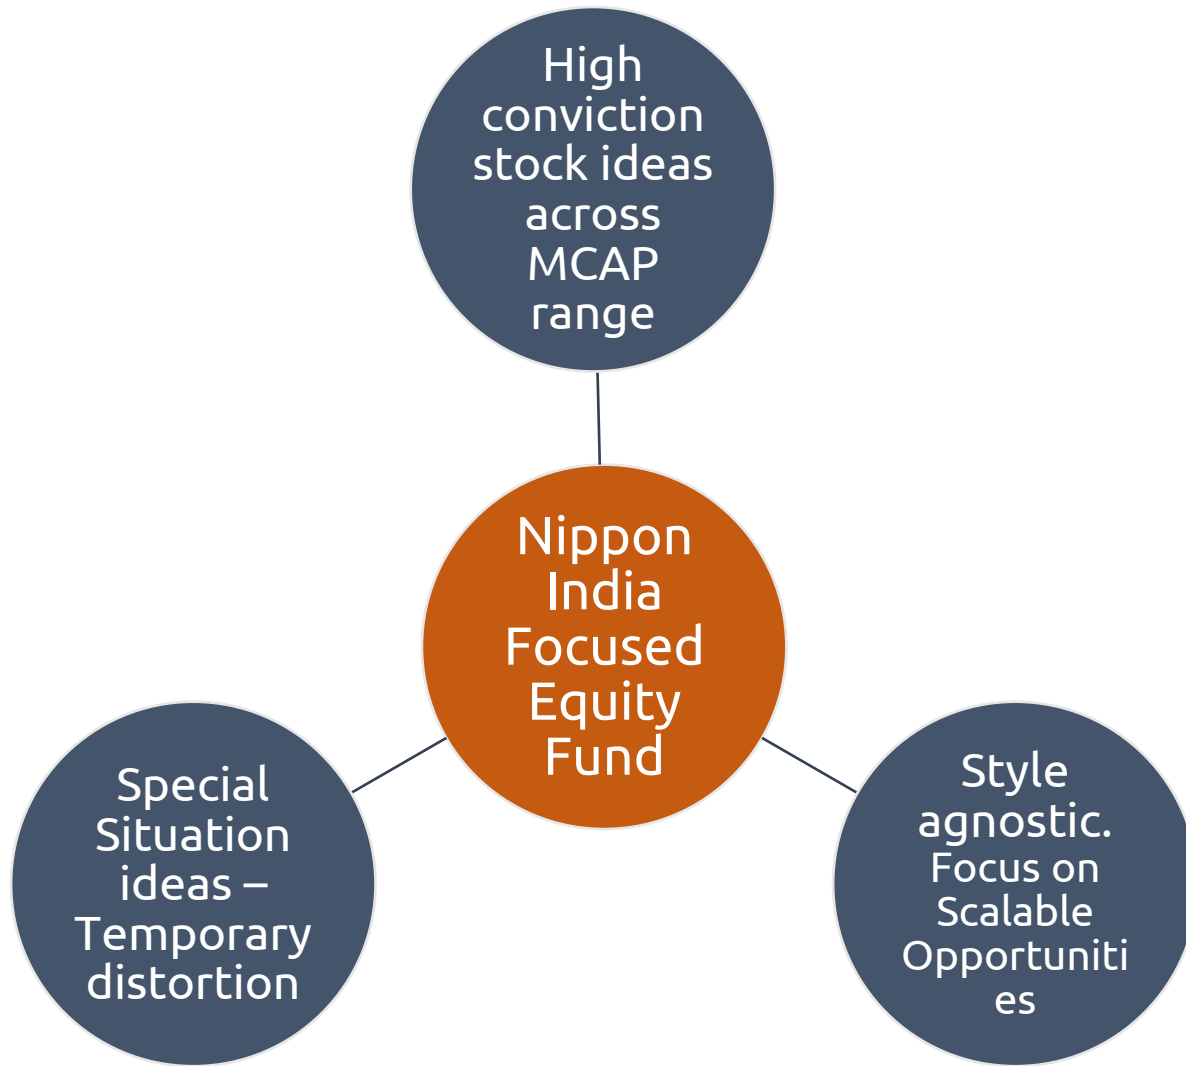 High
conviction
stock ideas
across
MCAP
range
Nippon
India
Focused
Equity
Fund
Special
Situation
ideas –
Temporary
distortion
Style
agnostic.
Focus on
Scalable
Opportuniti
es